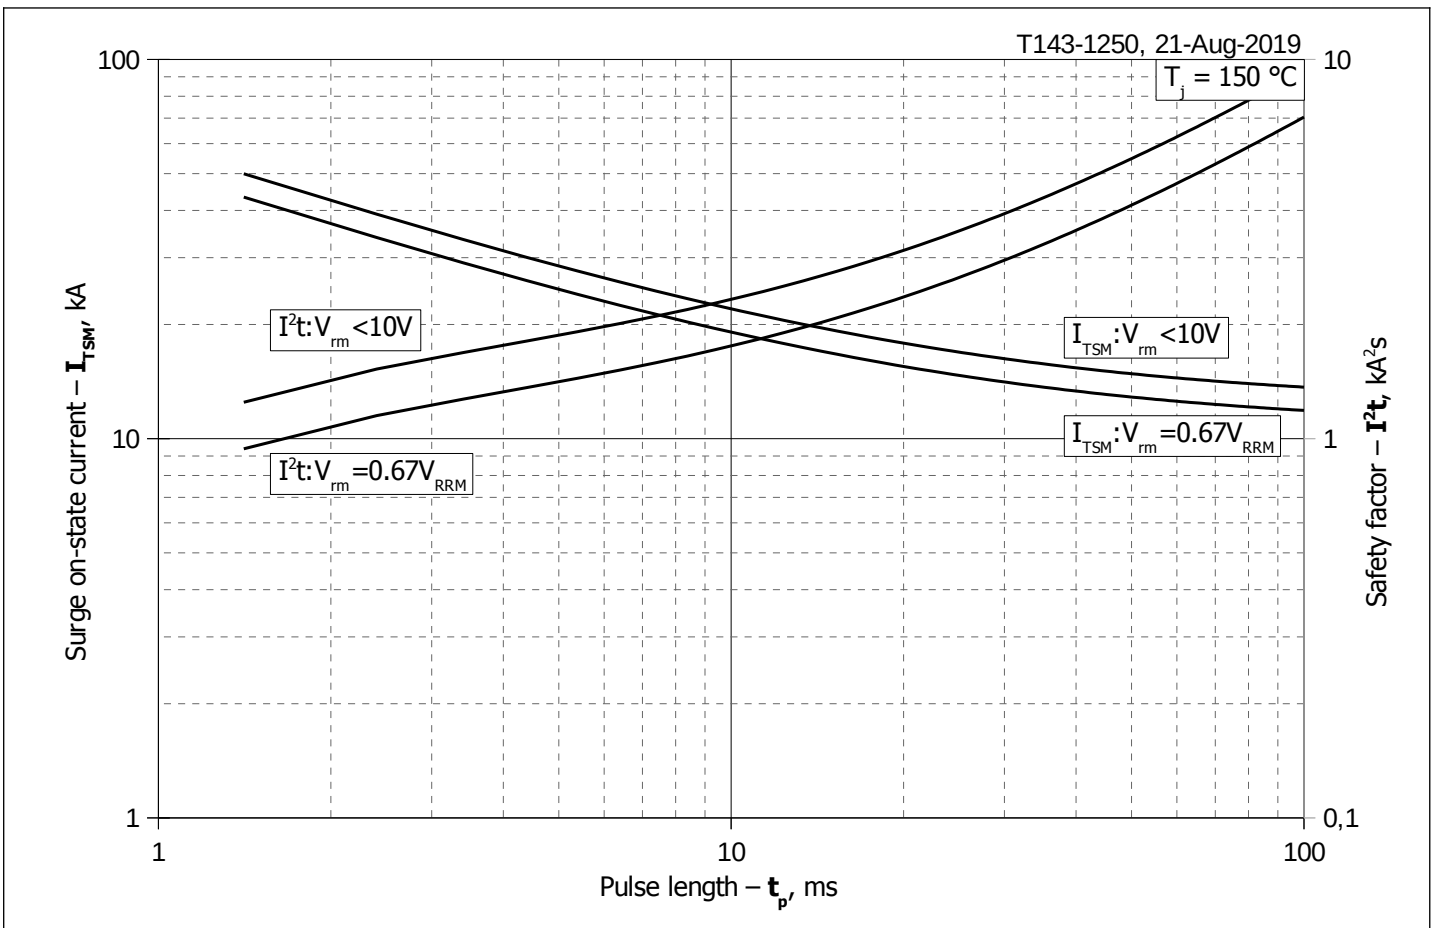 T143-1250, 21-Aug-2019
100
10
T_j = 150 °C
Surge on-state current – I_TSM, kA
I²t:V_rm <10V
I_TSM:V_rm <10V
Safety factor – I²t, kA²s
10
1
I_TSM:V_rm=0.67V_RRM
I²t:V_rm=0.67V_RRM
1
0,1
1
10
100
Pulse length – t_p, ms